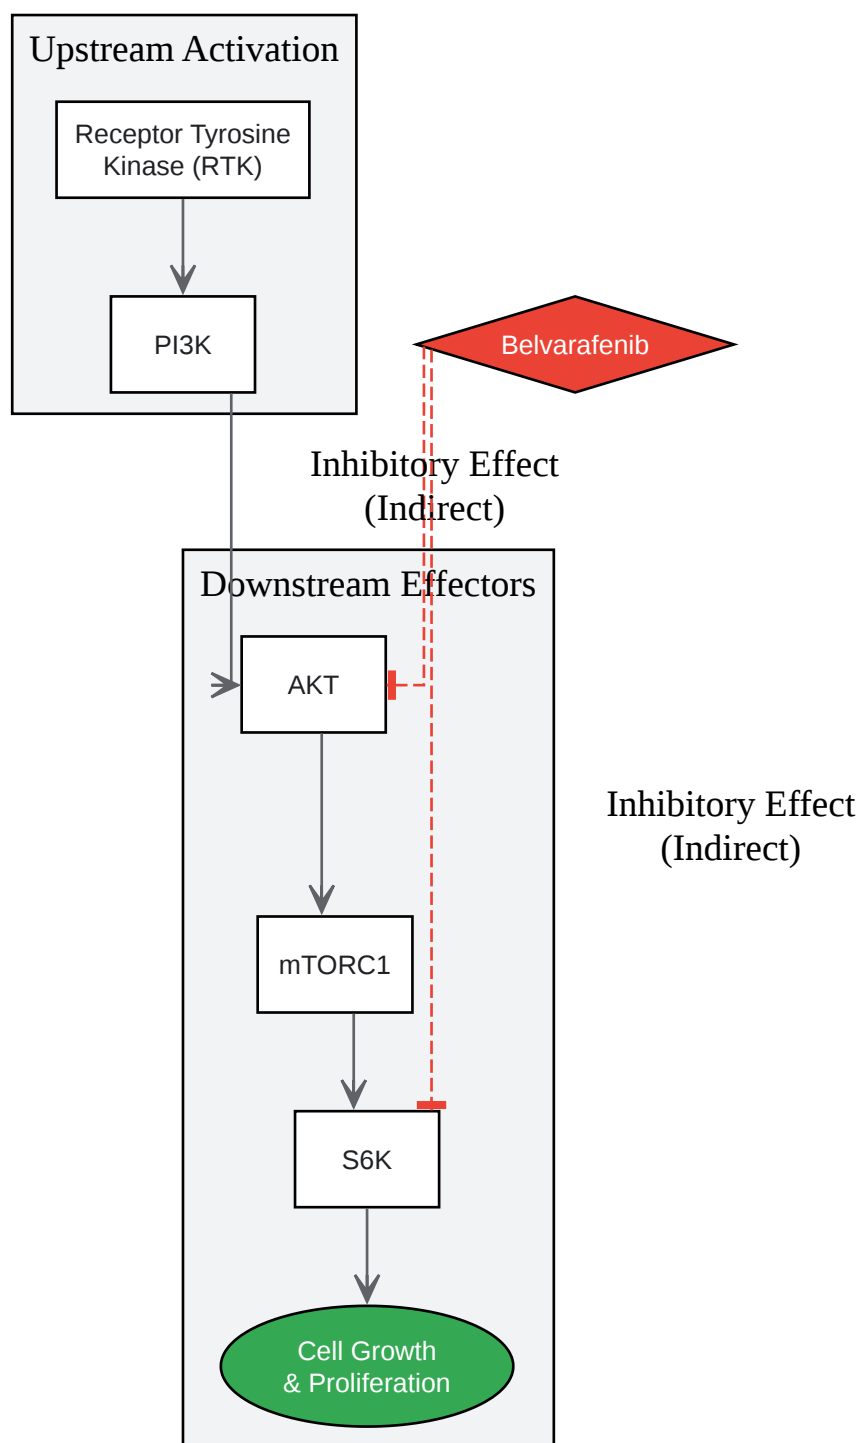 Upstream Activation
Receptor Tyrosine
Kinase (RTK)
PI3K
Belvarafenib
Inhibitory Effect
(Indirect)
Downstream Effectors
AKT
Inhibitory Effect
(Indirect)
mTORC1
S6K
Cell Growth
& Proliferation